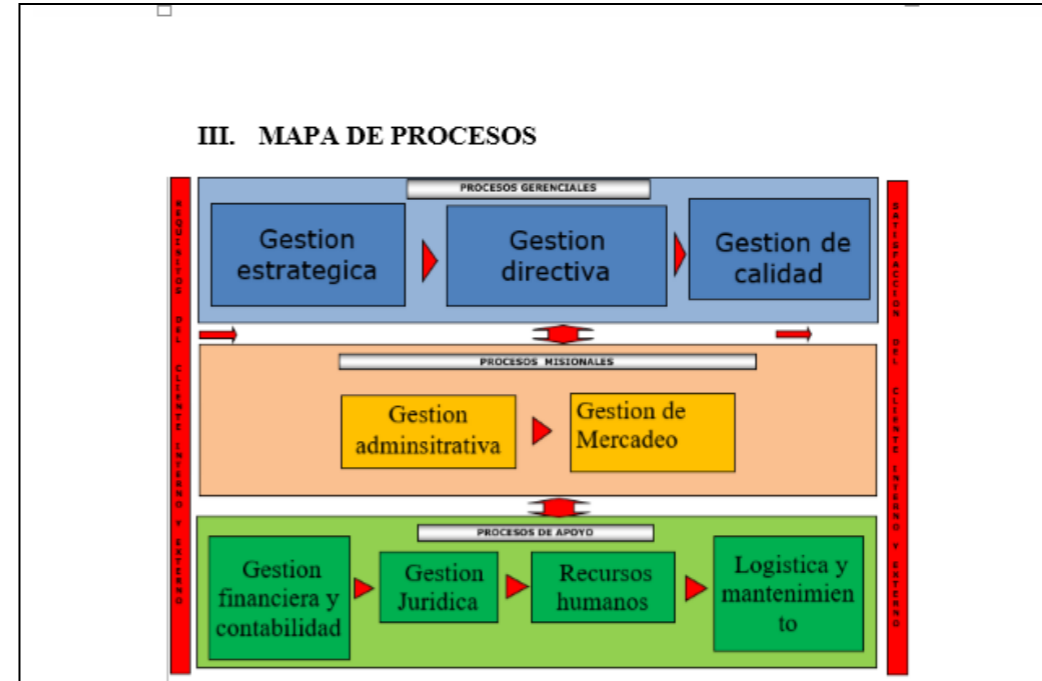 III. MAPA DE PROCESOS
PROCESOS GERENCIALES
REQUISITOS DEL CLIENTE INTERNO Y EXTERNO
Gestion
estrategica
Gestion
directiva
Gestion de
calidad
SATISFACCION DEL CLIENTE INTERNO Y EXTERNO
PROCESOS MISIONALES
Gestion
adminsitrativa
Gestion de
Mercadeo
PROCESOS DE APOYO
Gestion
financiera y
contabilidad
Gestion
Juridica
Recursos
humanos
Logistica y
mantenimien
to